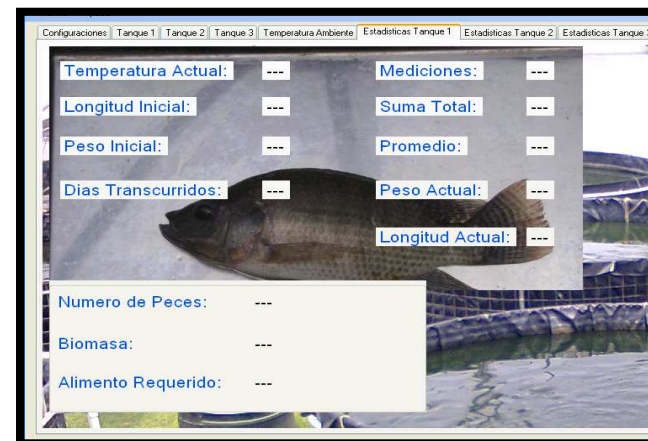 Configuraciones Tanque 1 Tanque 2 Tanque 3 Temperatura Ambiente Estadisticas Tanque 1 Estadisticas Tanque 2 Estadisticas Tanque
Temperatura Actual: --- Mediciones: ---
Longitud Inicial: --- Suma Total: ---
Peso Inicial: --- Promedio: ---
Dias Transcurridos: --- Peso Actual: ---
Longitud Actual: ---
Numero de Peces: ---
Biomasa: ---
Alimento Requerido: ---